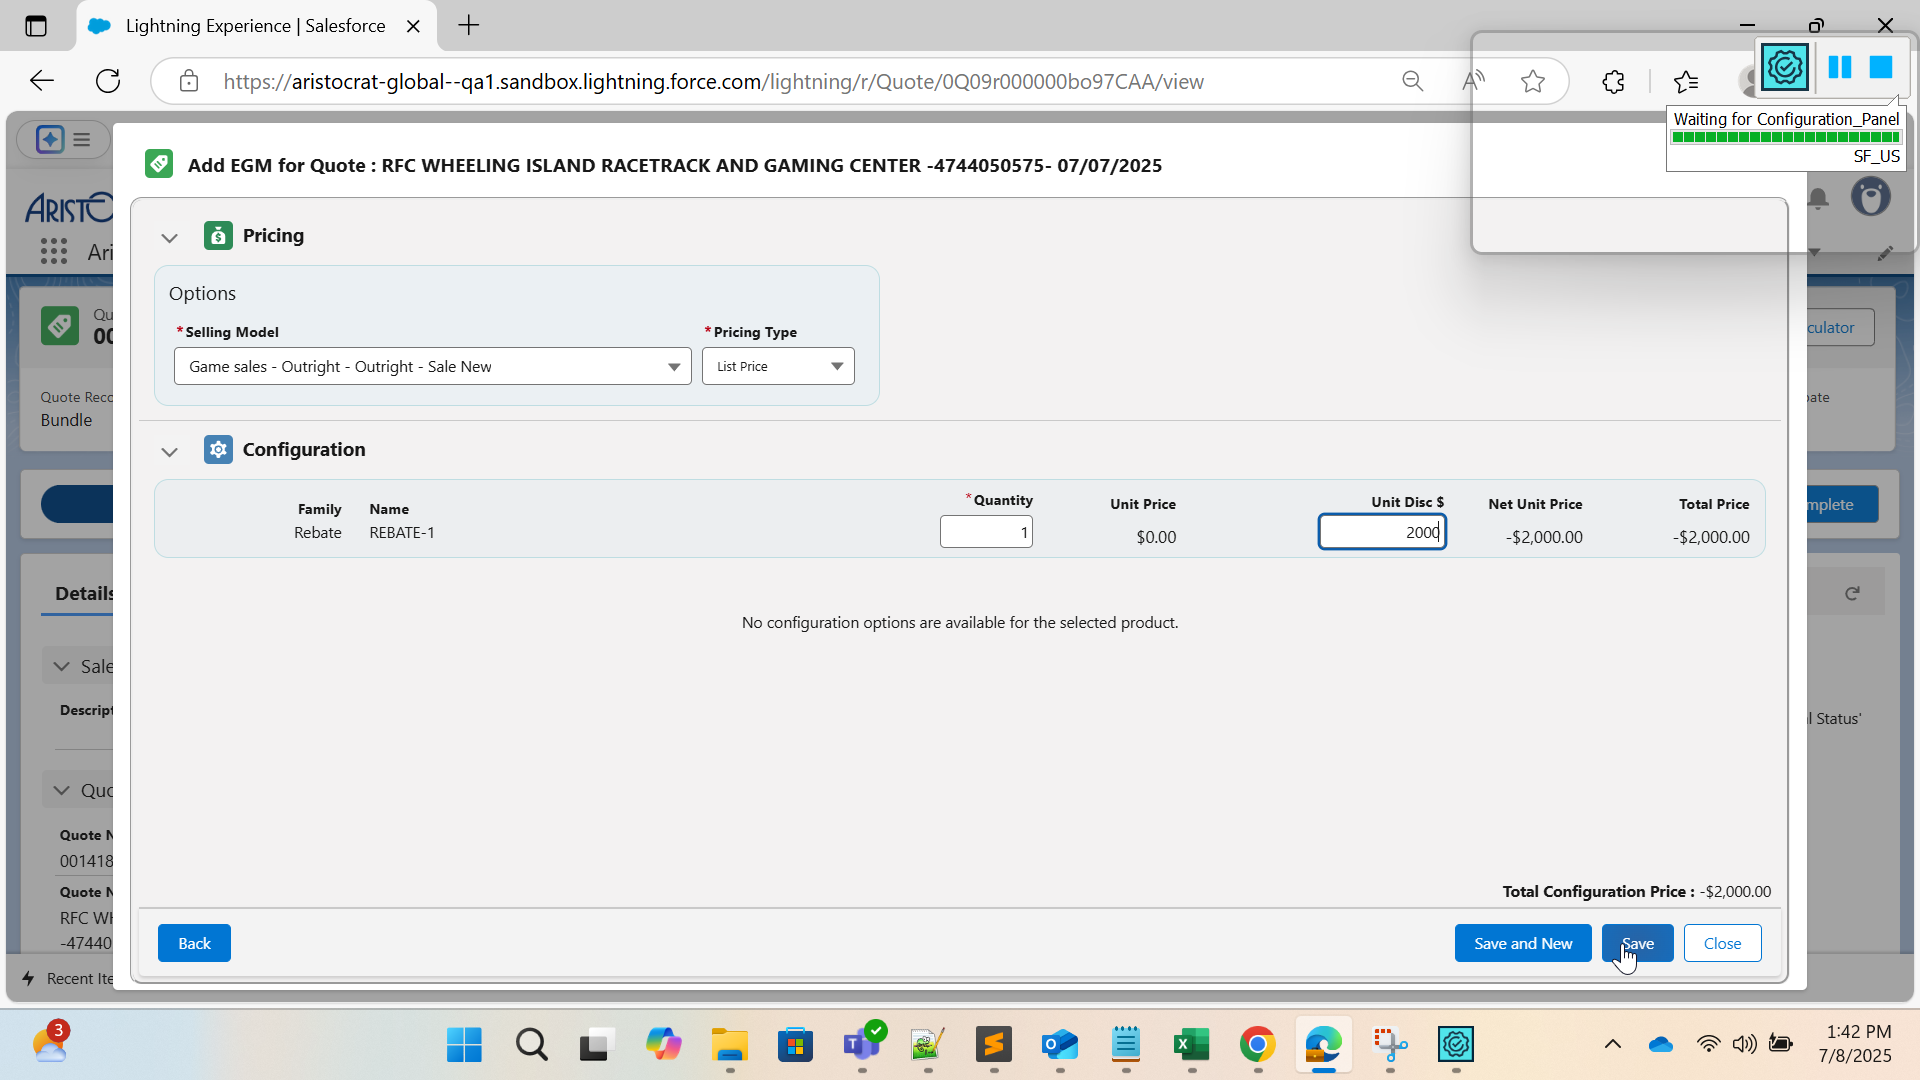 Lightning Experience | Salesforce
https://aristocrat-global--qa1.sandbox.lightning.force.com/lightning/r/Quote/0Q09r000000bo97CAA/view
Waiting for Configuration_Panel
SF_US
Add EGM for Quote : RFC WHEELING ISLAND RACETRACK AND GAMING CENTER -4744050575- 07/07/2025
ARISTO
Ari
Pricing
Options
*Selling Model
*Pricing Type
Game sales - Outright - Outright - Sale New
List Price
Qu
00
culator
Quote Reco
Bundle
ate
Configuration
Family
Name
*Quantity
Unit Price
Unit Disc $
Net Unit Price
Total Price
Rebate
REBATE-1
1
$0.00
2000
-$2,000.00
-$2,000.00
mplete
Details
No configuration options are available for the selected product.
Sale
Descript
l Status'
Quo
Quote N
001418
Quote N
RFC WH
-47440
Total Configuration Price : -$2,000.00
Back
Save and New
Save
Close
Recent Ite
3
1:42 PM
7/8/2025